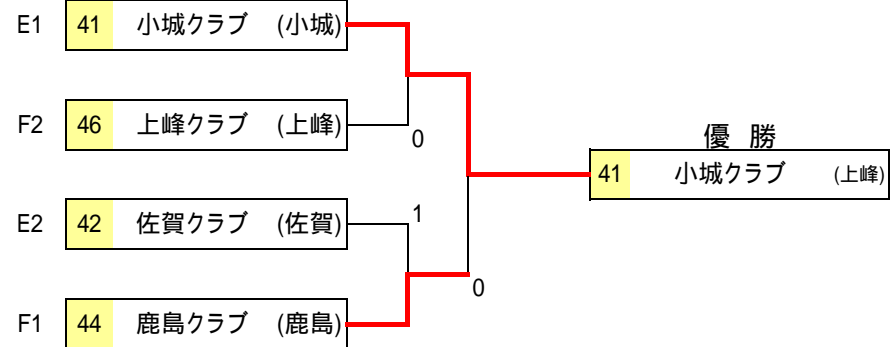 E1 41 小城クラブ (小城)
F2 46 上峰クラブ (上峰)
0
優 勝
41 小城クラブ (上峰)
E2 42 佐賀クラブ (佐賀)
1
0
F1 44 鹿島クラブ (鹿島)